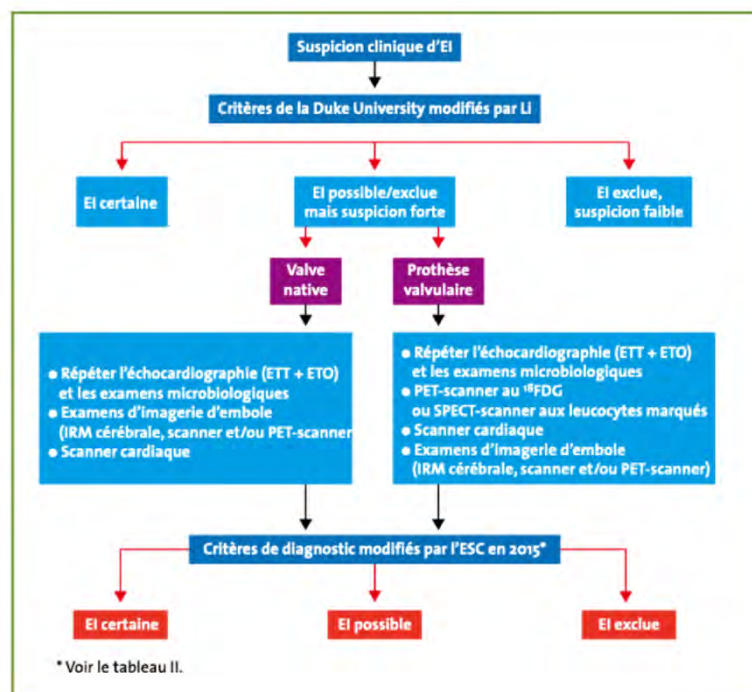 Suspicion clinique d'EI
Critères de la Duke University modifiés par Li
EI certaine
EI possible/exclue
mais suspicion forte
EI exclue,
suspicion faible
Valve
native
Prothèse
valvulaire
● Répéter l'échocardiographie (ETT + ETO)
et les examens microbiologiques
● Examens d'imagerie d'embole
(IRM cérébrale, scanner et/ou PET-scanner
● Scanner cardiaque
● Répéter l'échocardiographie (ETT + ETO)
et les examens microbiologiques
● PET-scanner au ¹⁸FDG
ou SPECT-scanner aux leucocytes marqués
● Scanner cardiaque
● Examens d'imagerie d'embole
(IRM cérébrale, scanner et/ou PET-scanner)
Critères de diagnostic modifiés par l'ESC en 2015*
EI certaine
EI possible
EI exclue
* Voir le tableau II.